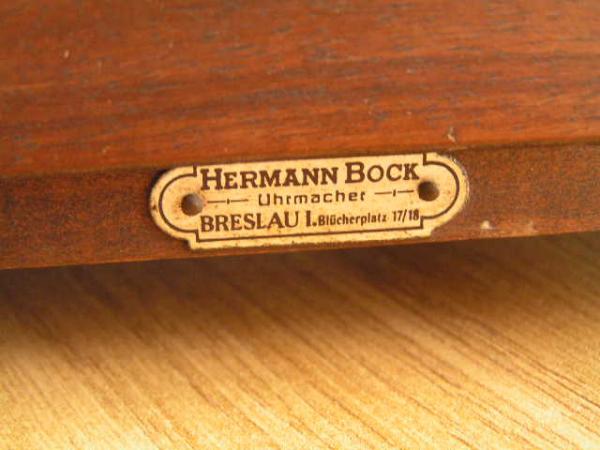 HERMANN BOCK
Uhrmacher
BRESLAU I. Blücherplatz 17/18